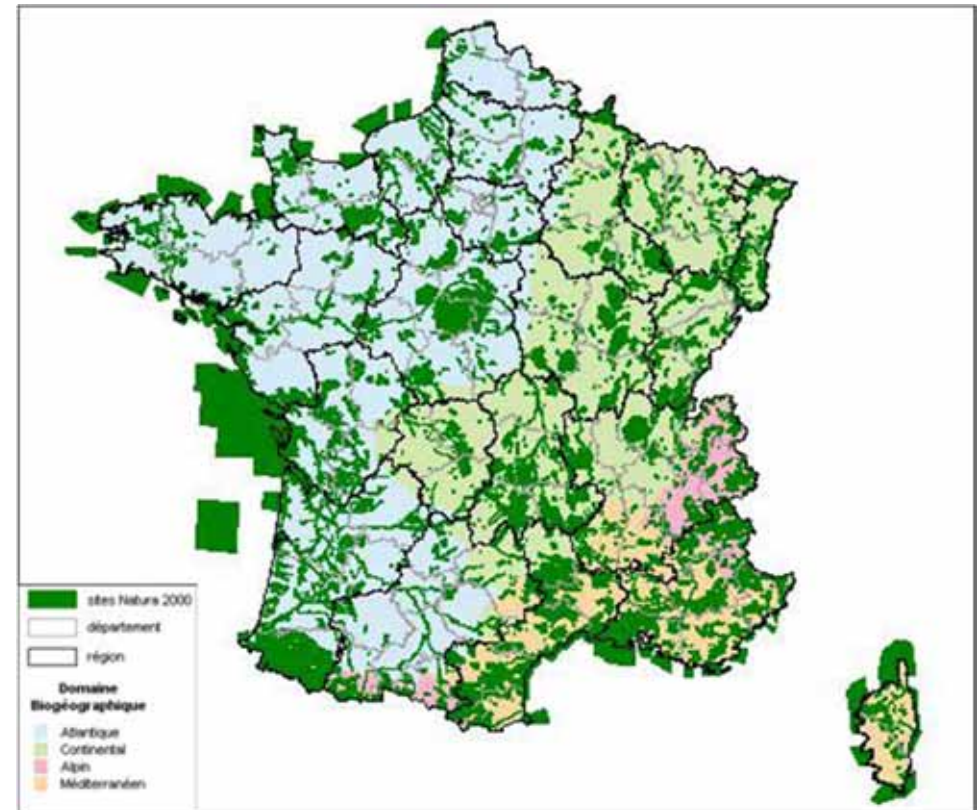 sites Natura 2000
département
région
Domaine
Biogéographique
Atlantique
Continental
Alpin
Méditerranéen